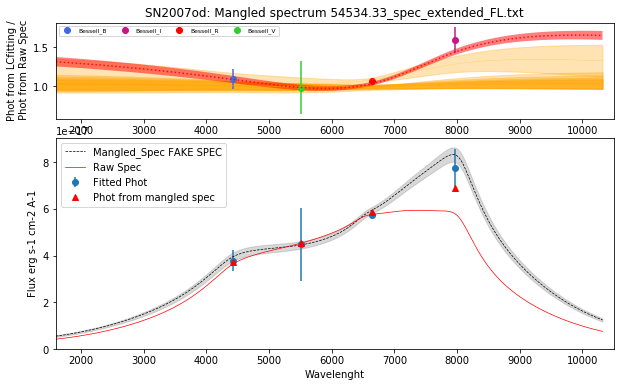 SN2007od: Mangled spectrum 54534.33_spec_extended_FL.txt
Phot from LCfitting /
Phot from Raw Spec
Bessell_B Bessell_I Bessell_R Bessell_V
1.5
1.0
2000 3000 4000 5000 6000 7000 8000 9000 10000
1e-17
Mangled_Spec FAKE SPEC
Raw Spec
Fitted Phot
Phot from mangled spec
Flux erg s-1 cm-2 A-1
8
6
4
2
0
2000 3000 4000 5000 6000 7000 8000 9000 10000
Wavelenght